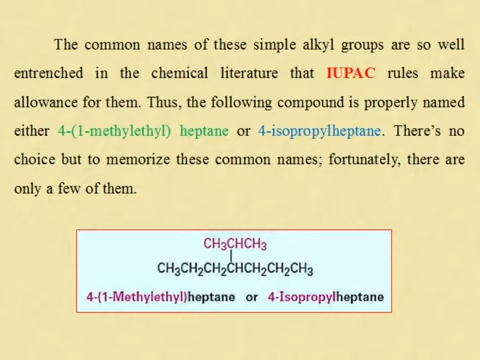 The common names of these simple alkyl groups are so well
entrenched in the chemical literature that IUPAC rules make
allowance for them. Thus, the following compound is properly named
either 4-(1-methylethyl) heptane or 4-isopropylheptane. There's no
choice but to memorize these common names; fortunately, there are
only a few of them.
CH₃CHCH₃
CH₃CH₂CH₂CHCH₂CH₂CH₃
4-(1-Methylethyl)heptane or 4-Isopropylheptane